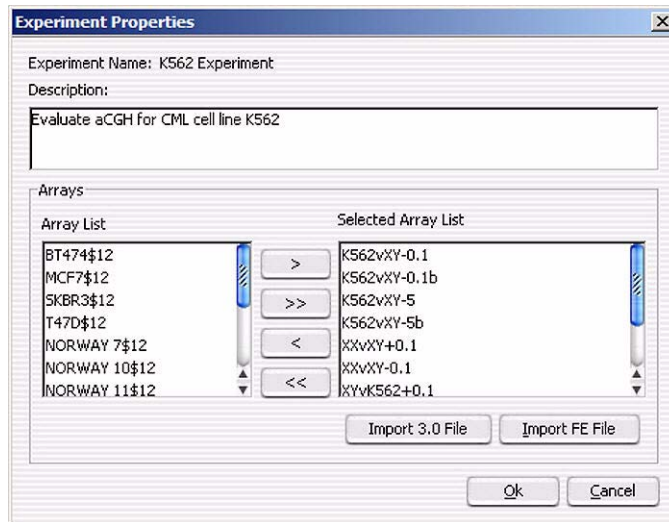 Experiment Properties
Experiment Name: K562 Experiment
Description:
Evaluate aCGH for CML cell line K562
Arrays
Array List
BT474$12
MCF7$12
SKBR3$12
T47D$12
NORWAY 7$12
NORWAY 10$12
NORWAY 11$12
>
>>
<
<<
Selected Array List
K562vXY-0.1
K562vXY-0.1b
K562vXY-5
K562vXY-5b
XXvXY+0.1
XXvXY-0.1
XYvK562+0.1
Import 3.0 File
Import FE File
Ok
Cancel